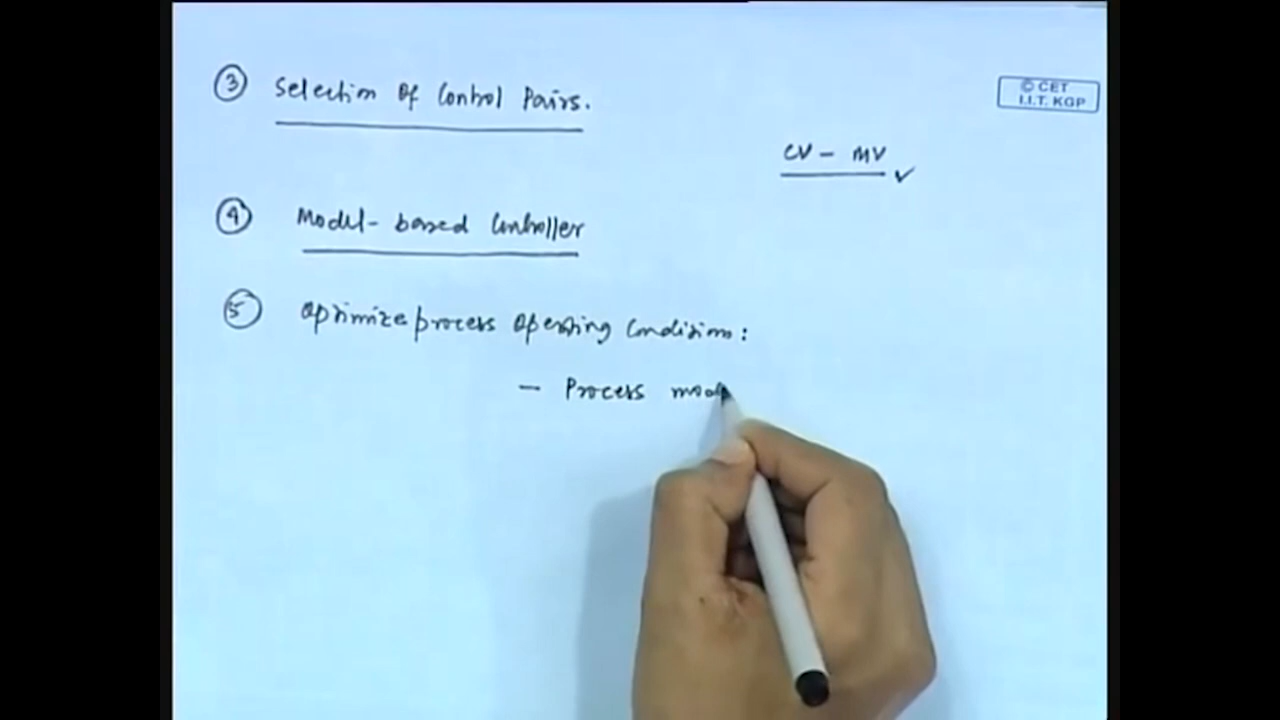 ③ Selection Of Control Pairs.
© CET
I.I.T. KGP
CV - MV ✓
④ Model-based Controller
⑤ Optimize process operating conditions:
- Process mod